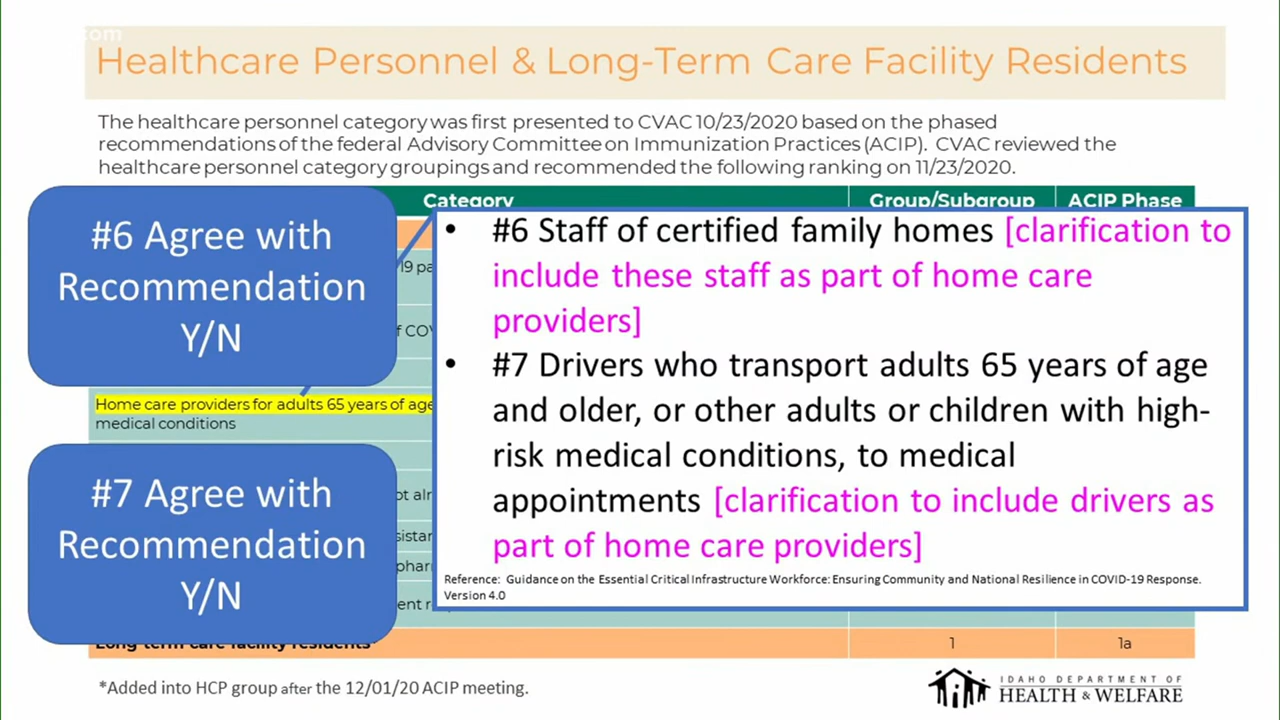 com
Healthcare Personnel & Long-Term Care Facility Residents
The healthcare personnel category was first presented to CVAC 10/23/2020 based on the phased
recommendations of the federal Advisory Committee on Immunization Practices (ACIP). CVAC reviewed the
healthcare personnel category groupings and recommended the following ranking on 11/23/2020.
Category Group/Subgroup ACIP Phase
#6 Agree with
Recommendation
Y/N
• #6 Staff of certified family homes [clarification to
include these staff as part of home care
providers]
• #7 Drivers who transport adults 65 years of age
and older, or other adults or children with high-
risk medical conditions, to medical
appointments [clarification to include drivers as
part of home care providers]
Reference: Guidance on the Essential Critical Infrastructure Workforce: Ensuring Community and National Resilience in COVID-19 Response.
Version 4.0
Home care providers for adults 65 years of age
medical conditions
#7 Agree with
Recommendation
Y/N
Long-term care facility residents* 1 1a
*Added into HCP group after the 12/01/20 ACIP meeting.
IDAHO DEPARTMENT OF
HEALTH & WELFARE